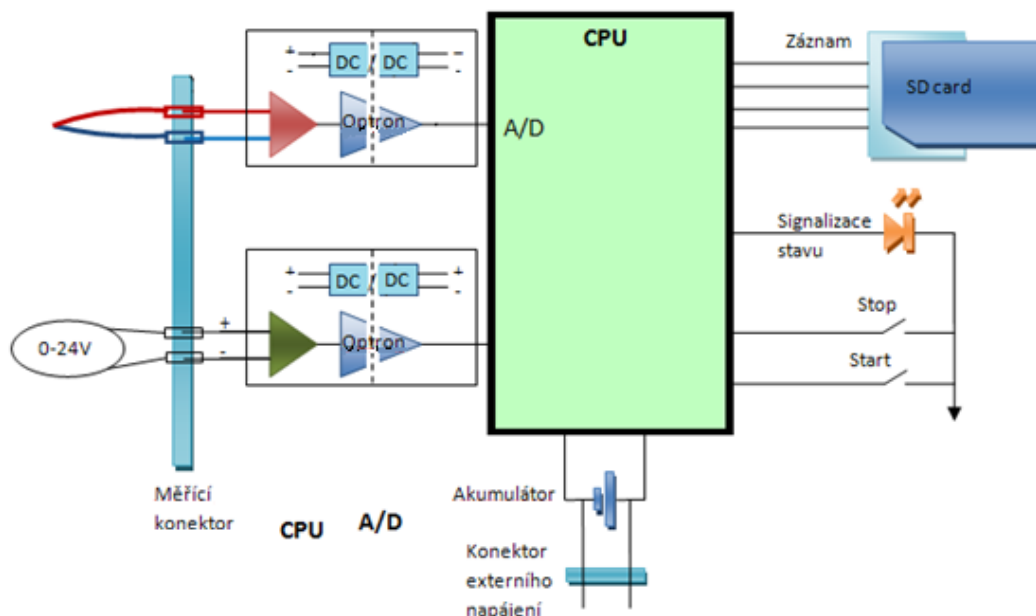 CPU
+ DC / DC −
- -
Optron
A/D
Záznam
SD card
Signalizace
stavu
+ DC / DC +
- -
Optron
0-24V
+
-
Stop
Start
Měřící
konektor
CPU
A/D
Akumulátor
Konektor
externího
napájení